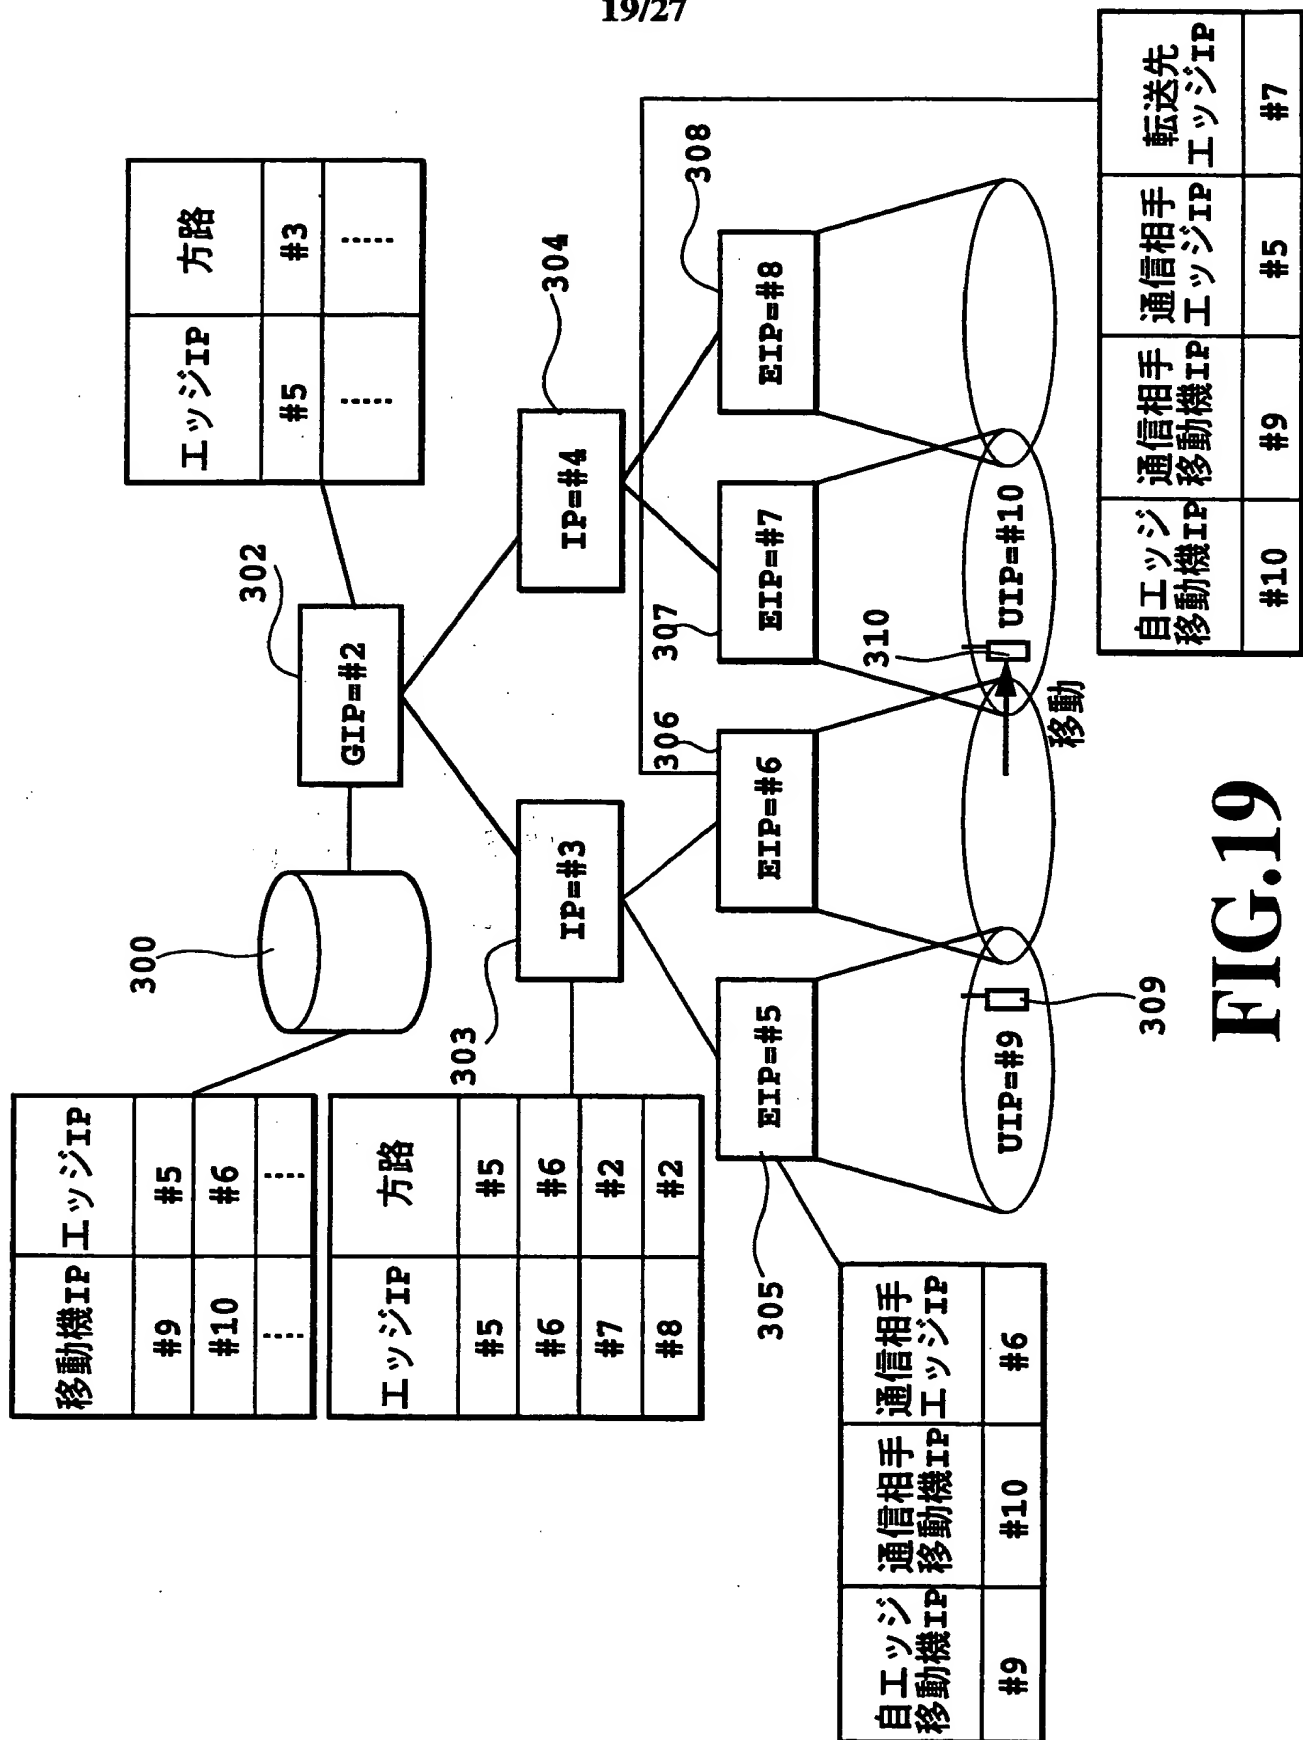 19/27
移動機IP エッジIP
#9 #5
#10 #6
エッジIP 方路
#5 #5
#6 #6
#7 #2
#8 #2
エッジIP 方路
#5 #3
300
302
GIP=#2
303
IP=#3
304
IP=#4
305
EIP=#5
306
EIP=#6
307
EIP=#7
308
EIP=#8
UIP=#9
309
310
UIP=#10
移動
自エッジ
移動機IP
通信相手
移動機IP
通信相手
エッジIP
#9 #10 #6
自エッジ
移動機IP
通信相手
移動機IP
通信相手
エッジIP
転送先
エッジIP
#10 #9 #5 #7
FIG.19